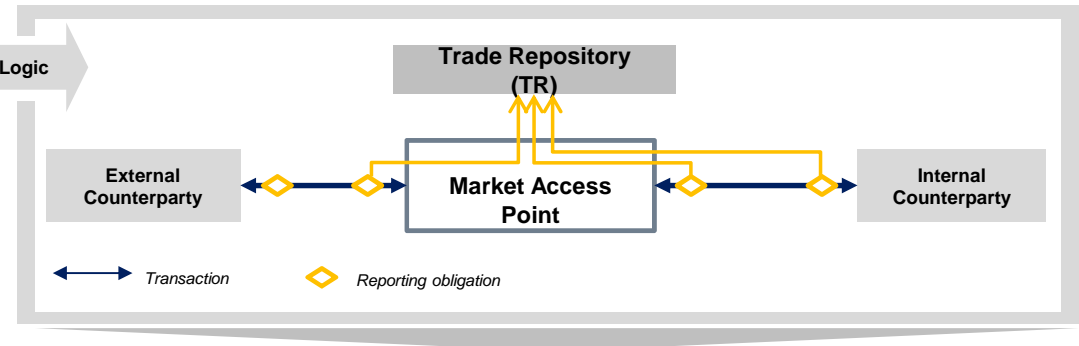 Logic
Trade Repository
(TR)
External
Counterparty
Market Access
Point
Internal
Counterparty
Transaction
Reporting obligation